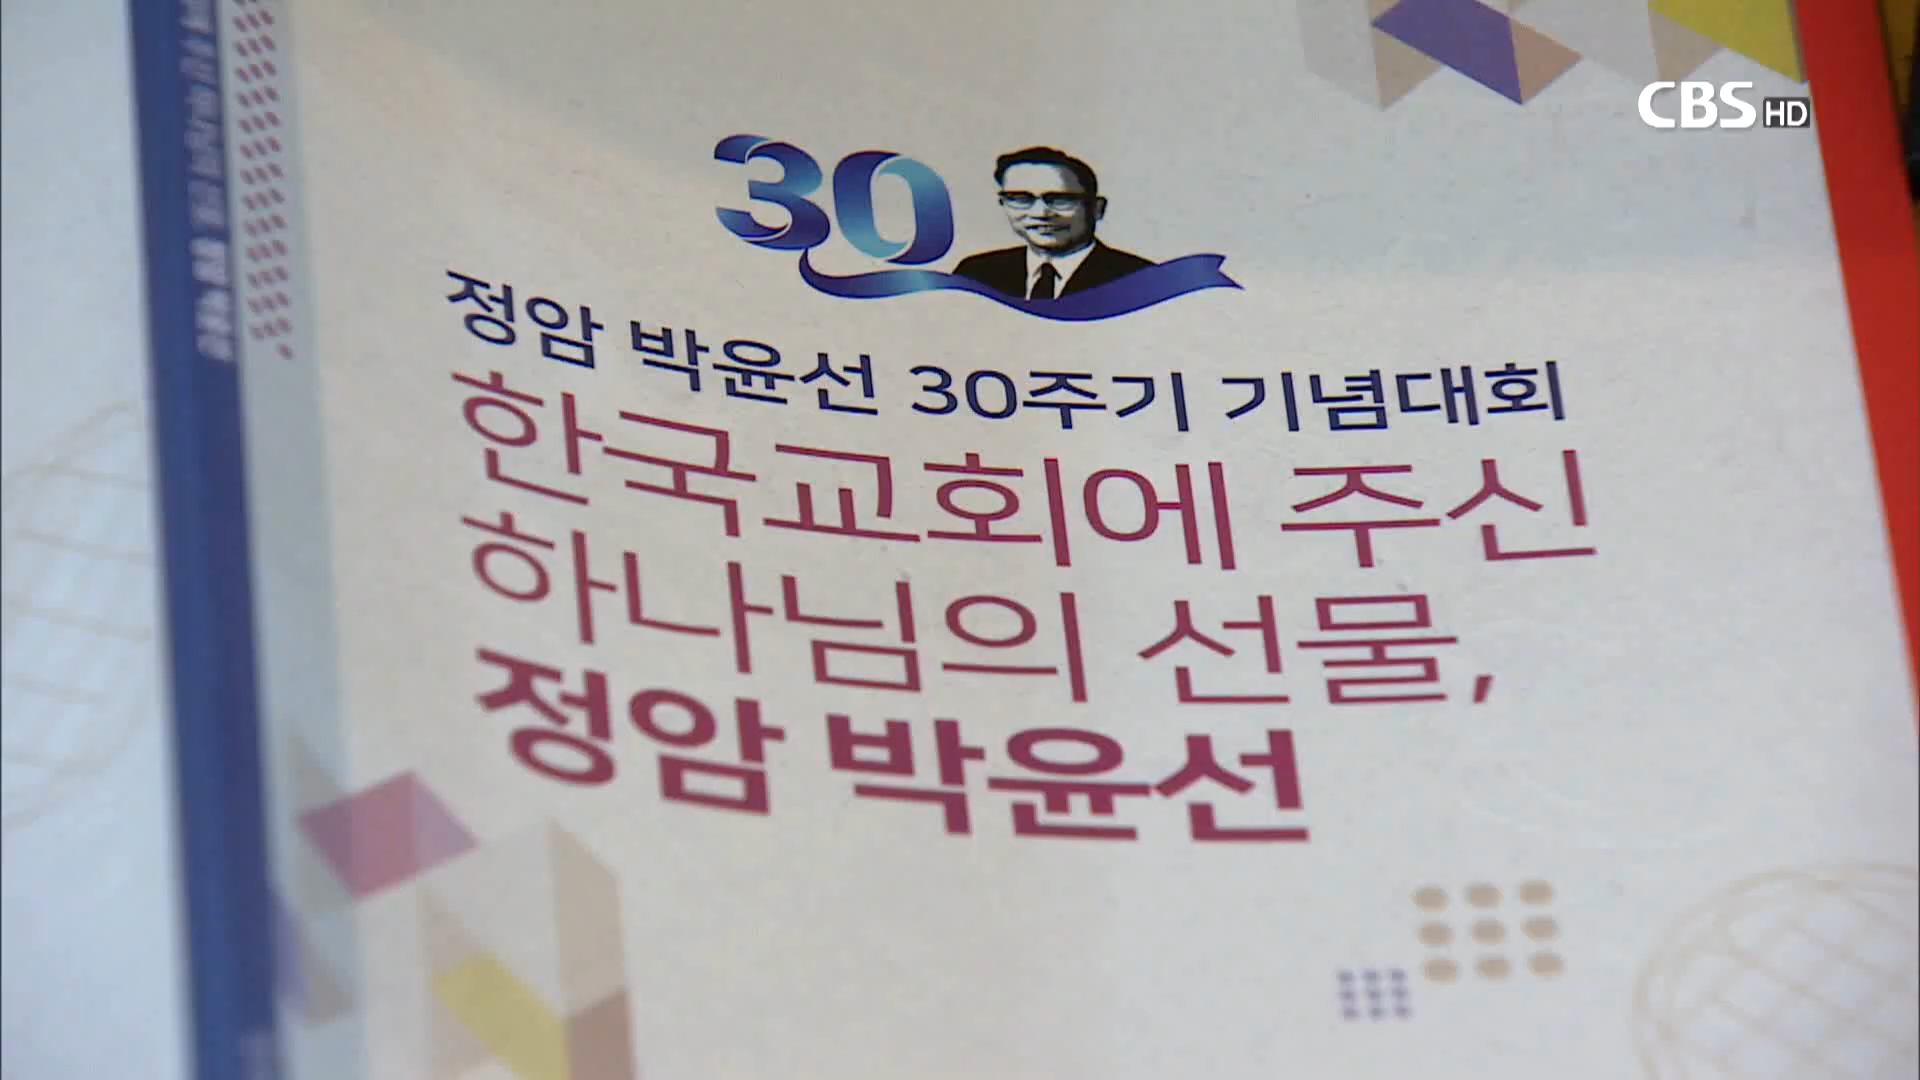 CBS HD
30
정암 박윤선 30주기 기념대회
한국교회에 주신
하나님의 선물,
정암 박윤선